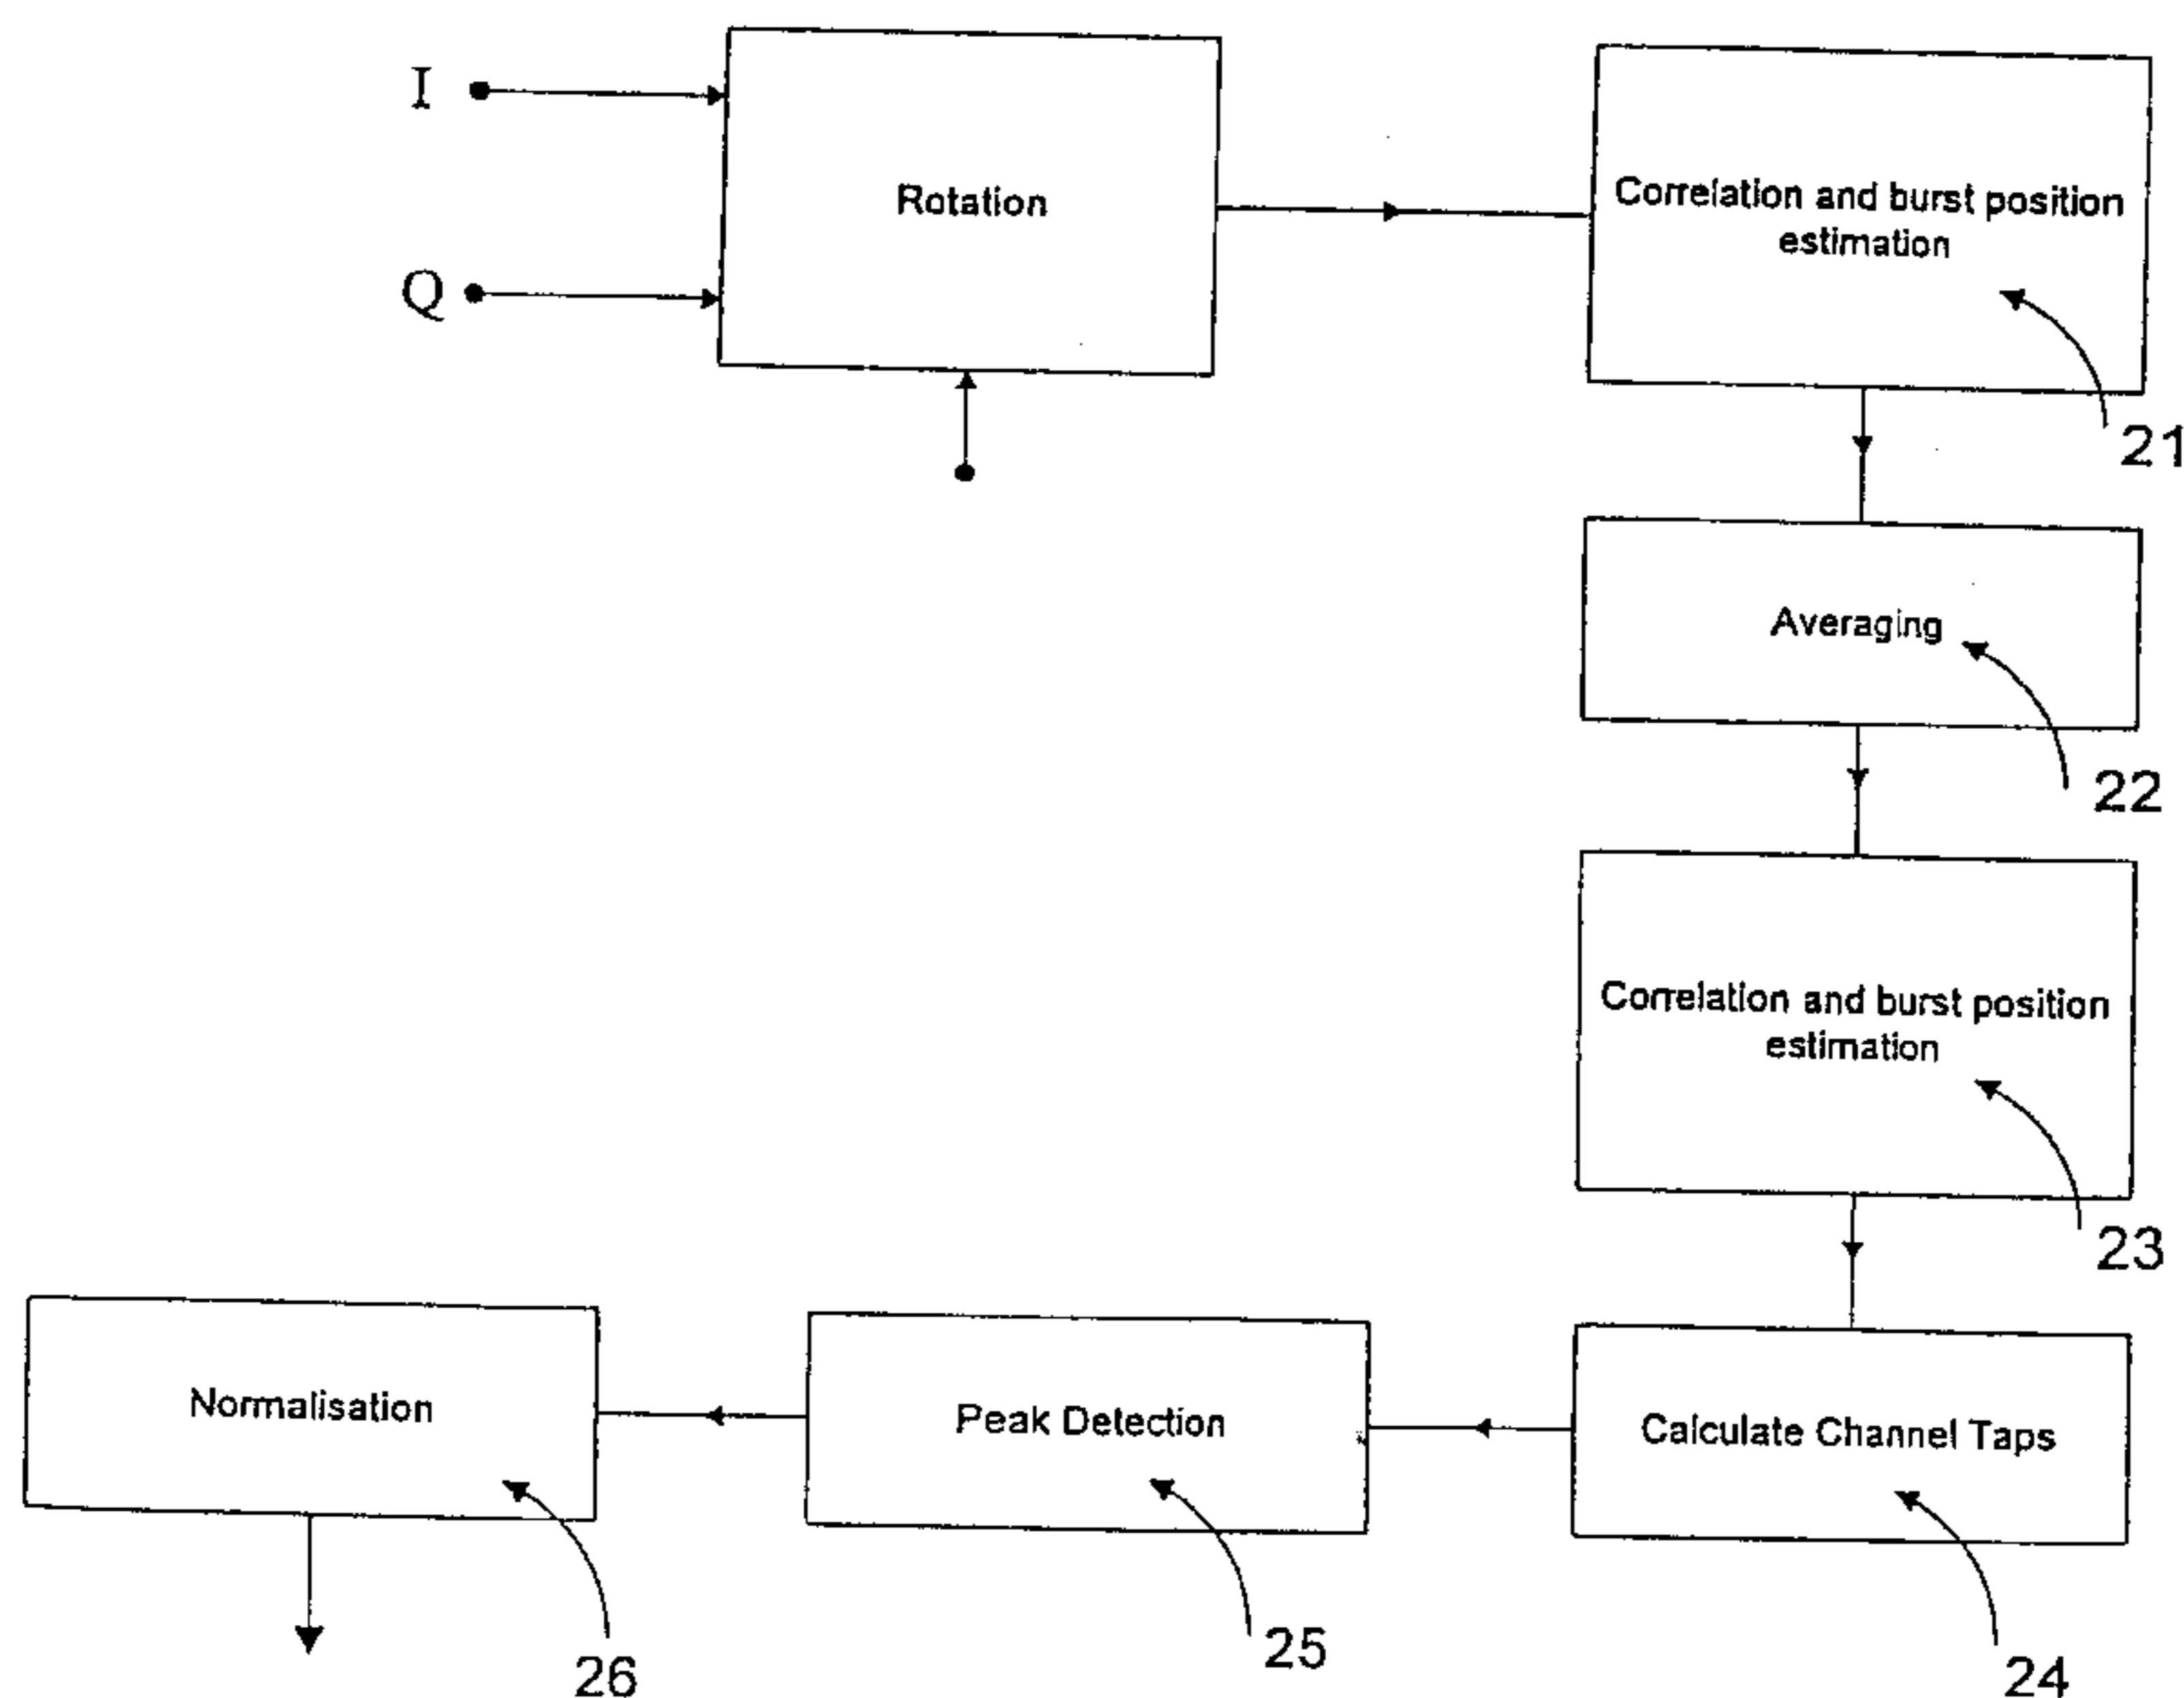 I
Rotation
Correlation and burst position
estimation
Q
21
Averaging
22
Correlation and burst position
estimation
23
Calculate Channel Taps
24
Peak Detection
25
Normalisation
26